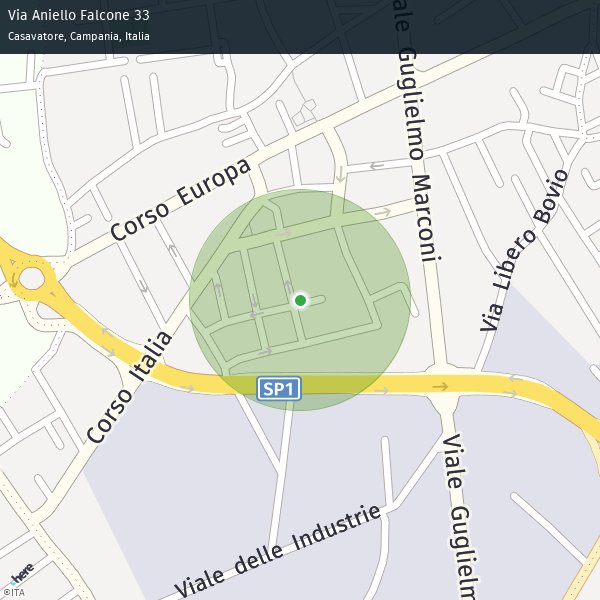 Via Aniello Falcone 33
Casavatore, Campania, Italia
Viale Guglielmo Marconi
Corso Europa
Via Libero Bovio
Corso Italia
SP1
Viale Guglielm
Viale delle Industrie
here
©ITA